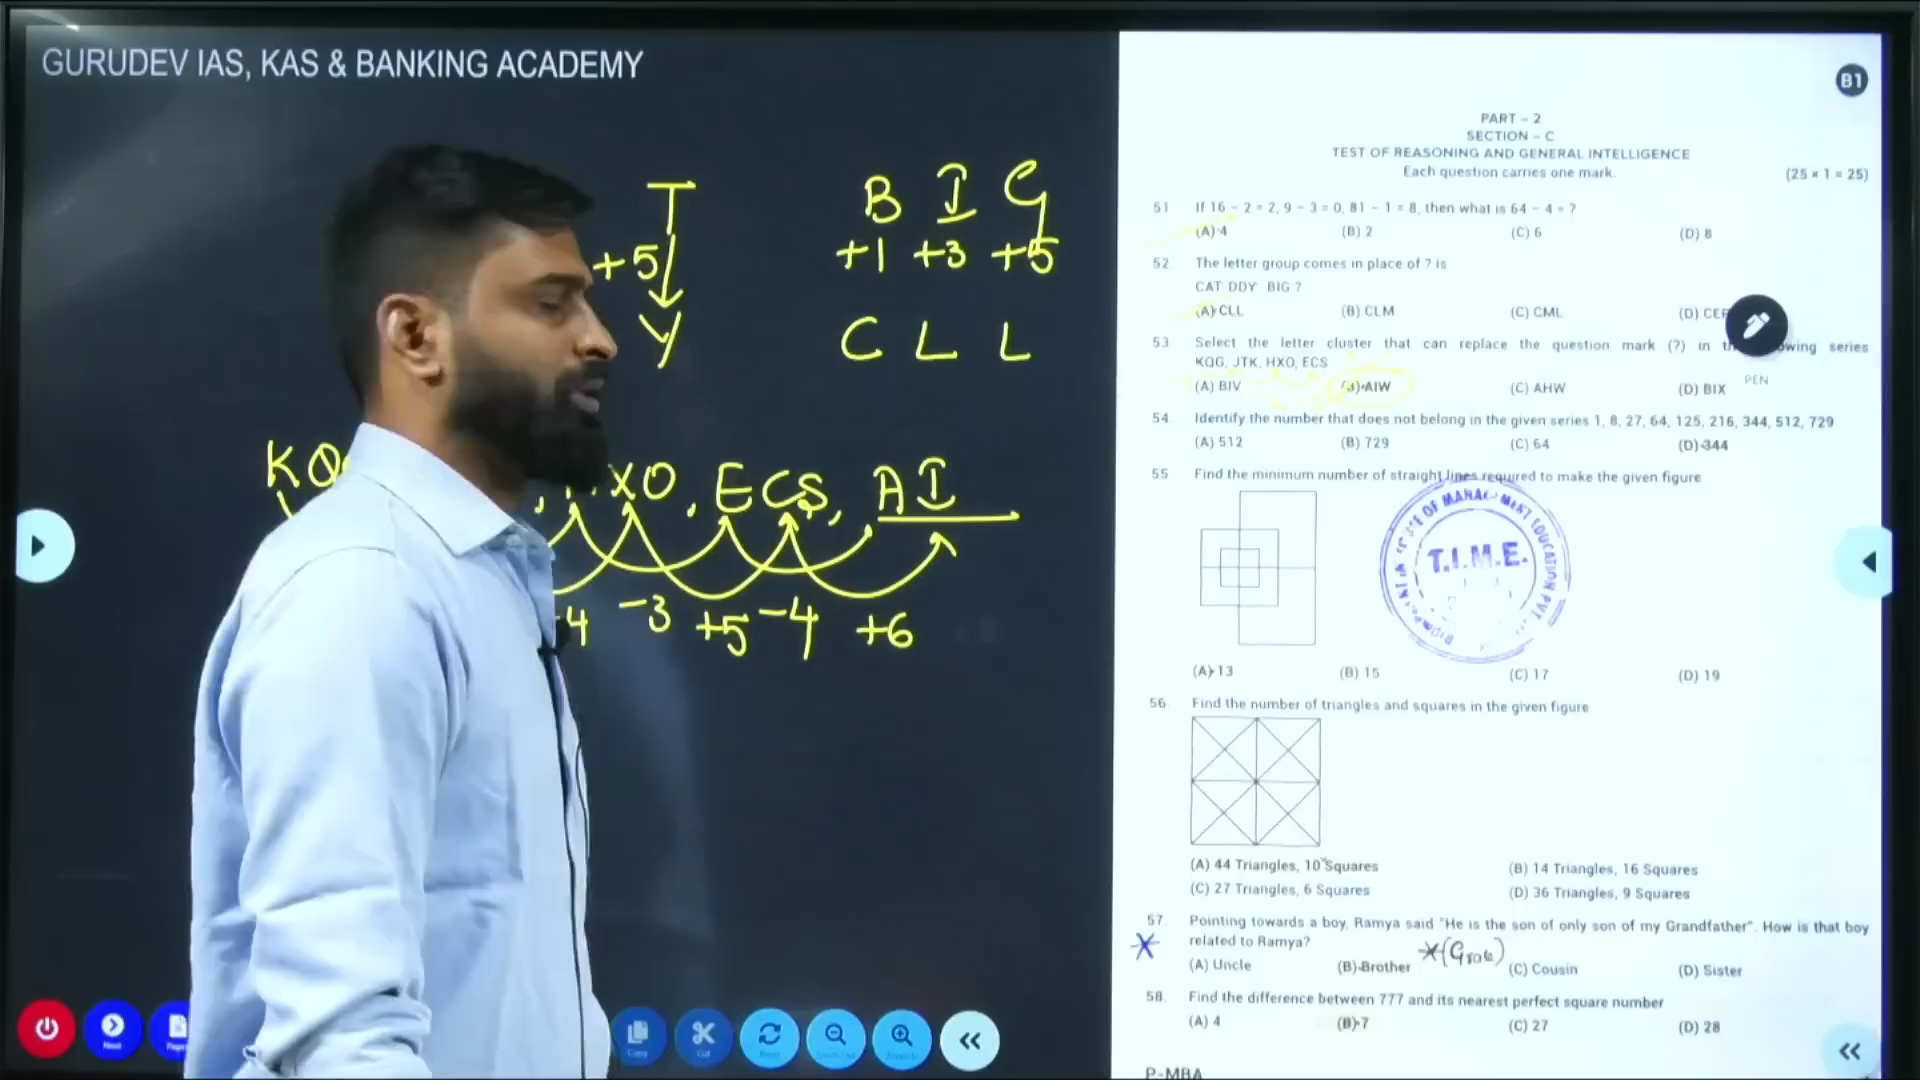 GURUDEV IAS, KAS & BANKING ACADEMY
T
+5
Y
B I G
+1 +3 +5
C L L
KQ
XO, ECS, AI
-4 -3 +5 -4 +6
B1
PART – 2
SECTION – C
TEST OF REASONING AND GENERAL INTELLIGENCE
Each question carries one mark. (25 × 1 = 25)
51 If 16 – 2 = 2, 9 – 3 = 0, 81 – 1 = 8, then what is 64 – 4 = ?
(A) 4 (B) 2 (C) 6 (D) 8
52. The letter group comes in place of ? is
CAT DDY BIG ?
(A) CLL (B) CLM (C) CML (D)
53 Select the letter cluster that can replace the question mark (?) in series
KQG, JTK, HXO, ECS
(A) BIV AIW (C) AHW (D) BIX
PEN
54 Identify the number that does not belong in the given series 1, 8, 27, 64, 125, 216, 344, 512, 729
(A) 512 (B) 729 (C) 64 (D) 344
55 Find the minimum number of straight lines required to make the given figure
T.I.M.E.
(A) 13 (B) 15 (C) 17 (D) 19
56. Find the number of triangles and squares in the given figure
(A) 44 Triangles, 10 Squares (B) 14 Triangles, 16 Squares
(C) 27 Triangles, 6 Squares (D) 36 Triangles, 9 Squares
57 Pointing towards a boy, Ramya said "He is the son of only son of my Grandfather". How is that boy
related to Ramya?
(A) Uncle (B) Brother (C) Cousin (D) Sister
58. Find the difference between 777 and its nearest perfect square number
(A) 4 (B) 7 (C) 27 (D) 28
P-MBA
Next
Copy
Cut